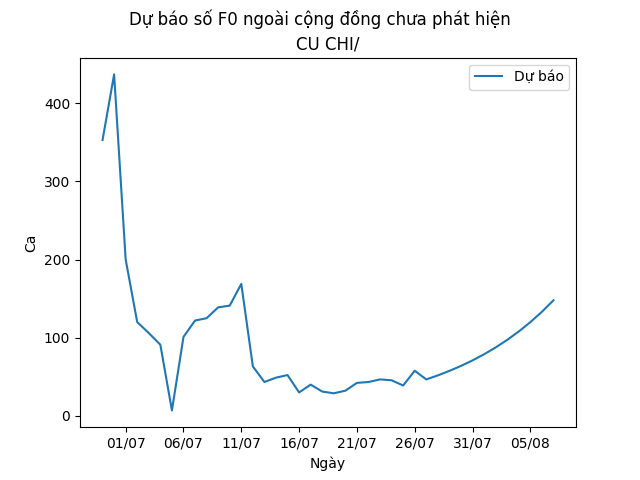 Dự báo số F0 ngoài cộng đồng chưa phát hiện
CU CHI/
Dự báo
400
300
200
100
0
Ca
01/07 06/07 11/07 16/07 21/07 26/07 31/07 05/08
Ngày